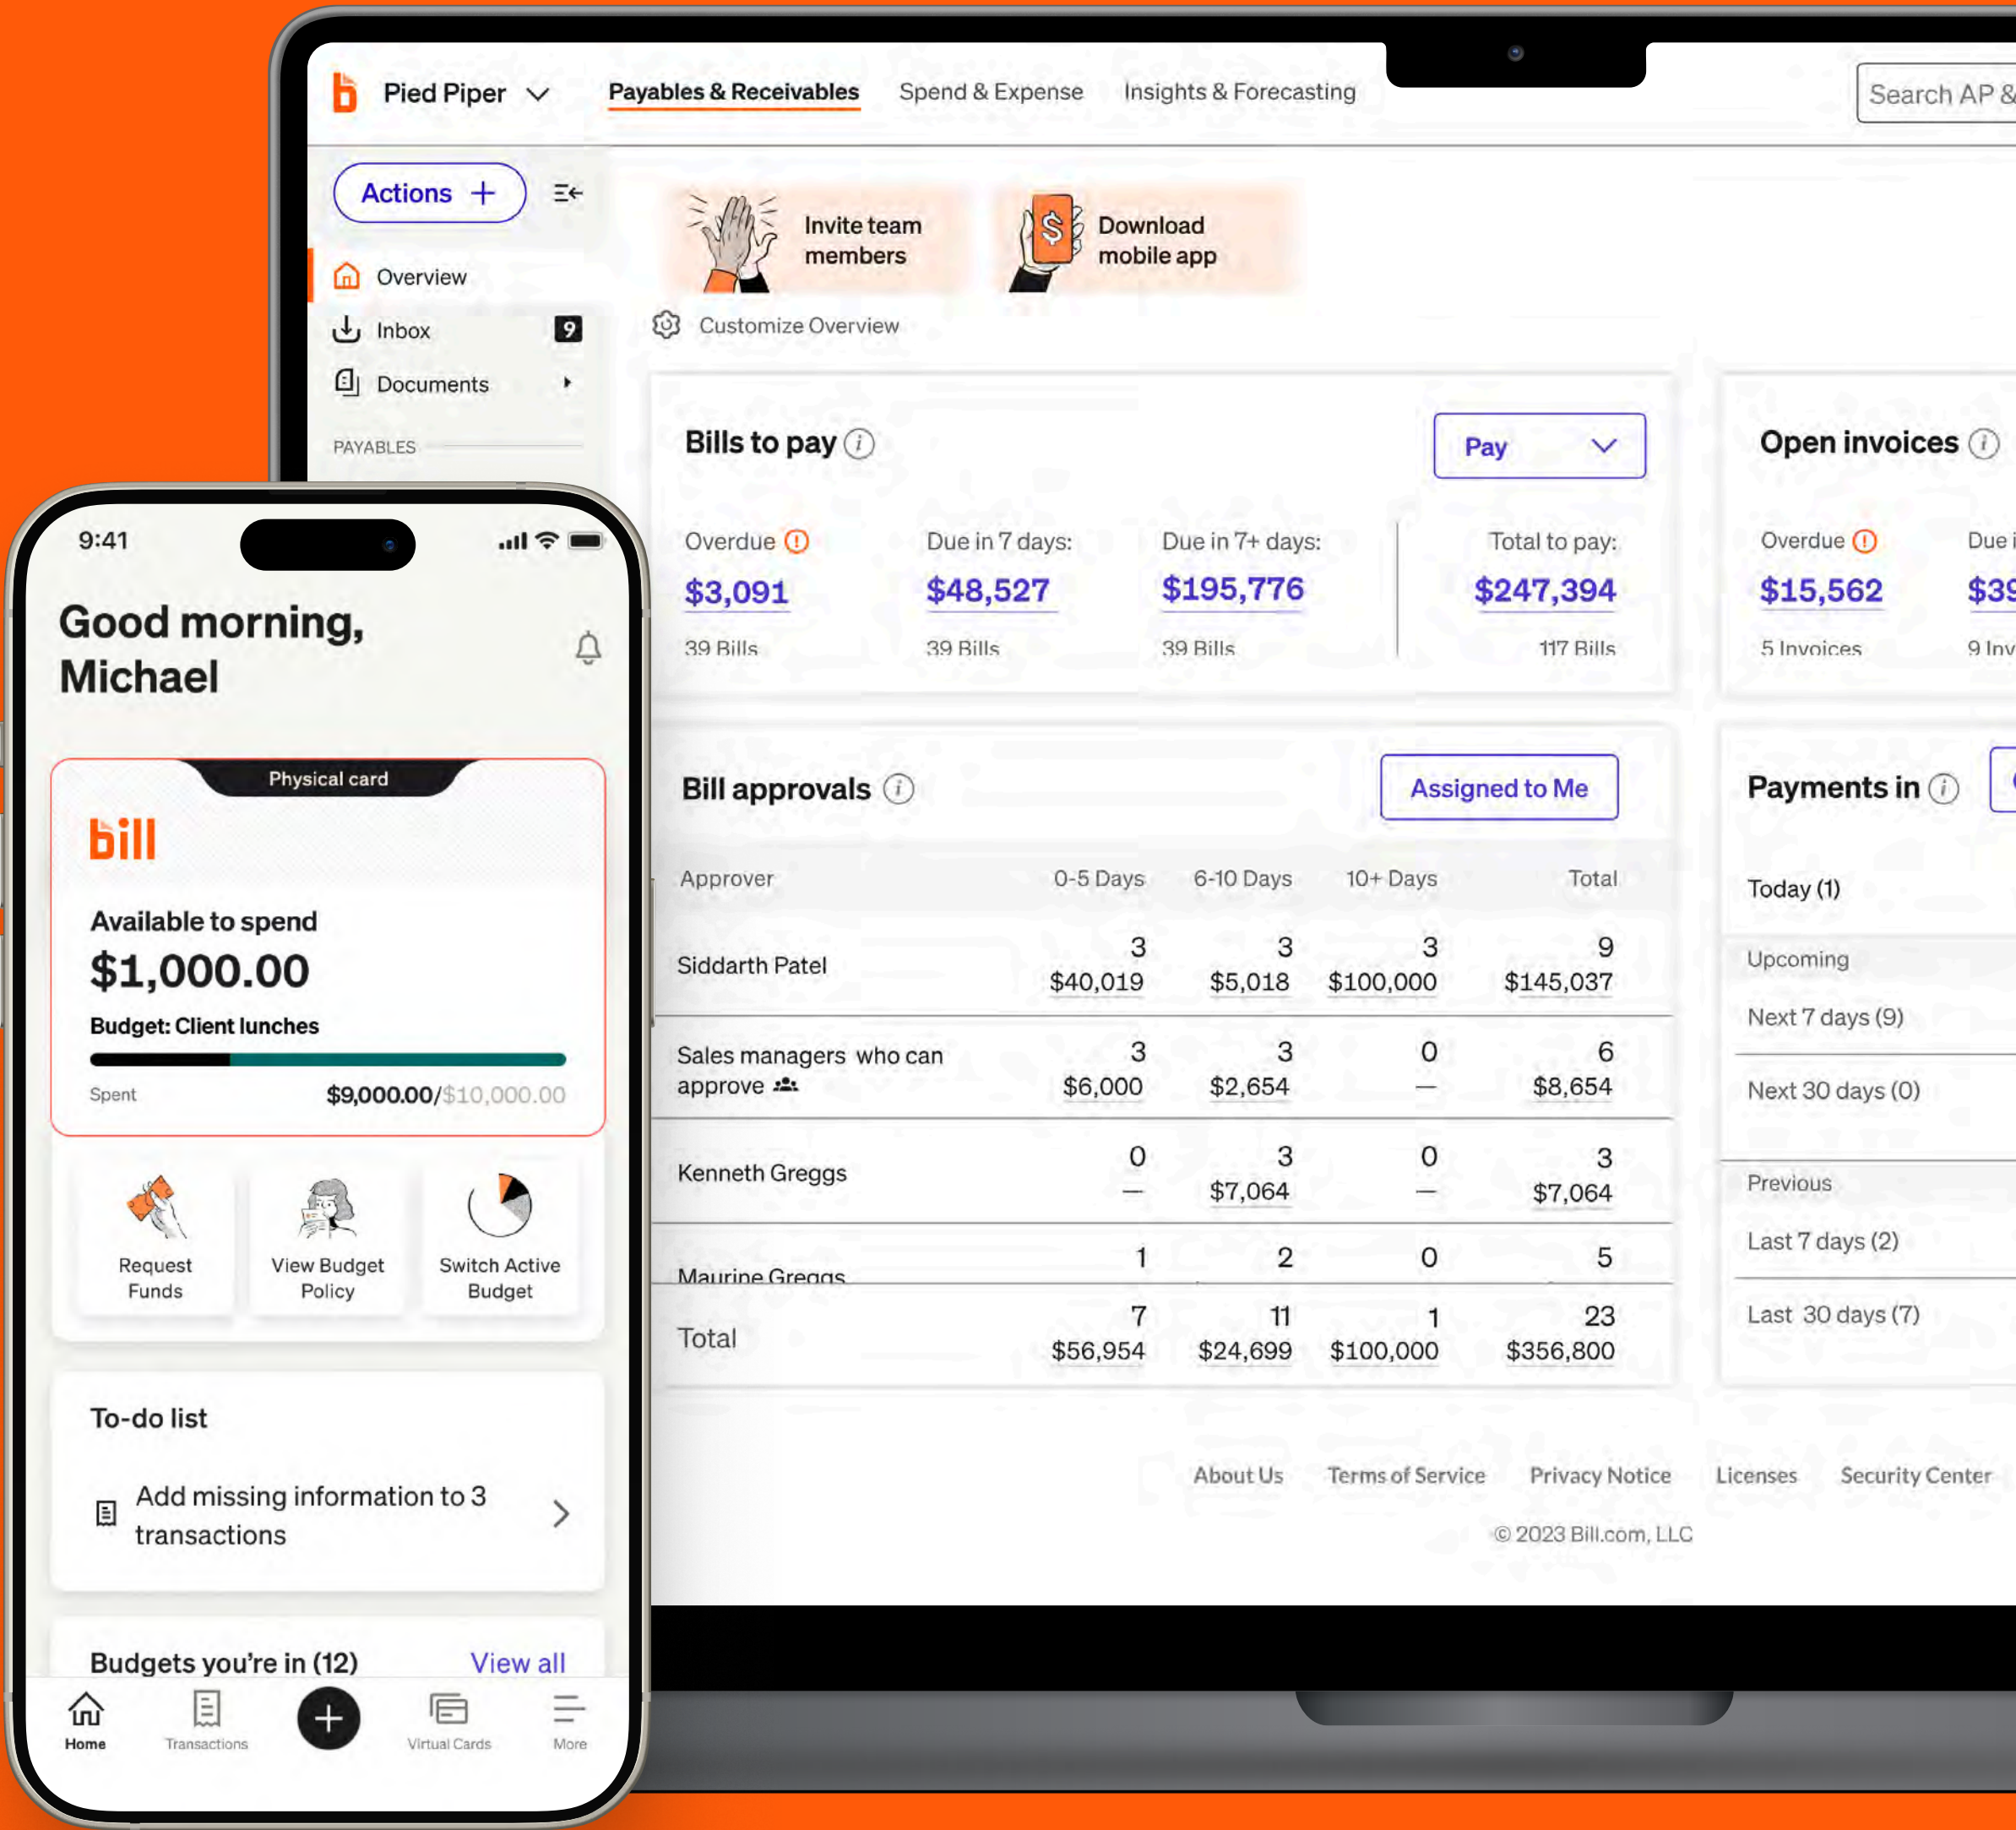 b Pied Piper
Payables & Receivables Spend & Expense Insights & Forecasting
Search AP &
Actions +
Overview
Inbox 9
Documents
PAYABLES
Invite team
members
Download
mobile app
Customize Overview
Bills to pay
Pay
Overdue Due in 7 days: Due in 7+ days: Total to pay:
$3,091 $48,527 $195,776 $247,394
39 Bills 39 Bills 39 Bills 117 Bills
Open invoices
Overdue Due
$15,562 $39
5 Invoices 9 Inv
Bill approvals
Assigned to Me
Approver 0-5 Days 6-10 Days 10+ Days Total
3 3 3 9
Siddarth Patel
$40,019 $5,018 $100,000 $145,037
Sales managers who can 3 3 0 6
approve $6,000 $2,654 — $8,654
0 3 0 3
Kenneth Greggs
— $7,064 — $7,064
1 2 0 5
Maurine Greggs
7 11 1 23
Total
$56,954 $24,699 $100,000 $356,800
Payments in
Today (1)
Upcoming
Next 7 days (9)
Next 30 days (0)
Previous
Last 7 days (2)
Last 30 days (7)
About Us Terms of Service Privacy Notice Licenses Security Center
© 2023 Bill.com, LLC
9:41
Good morning,
Michael
Physical card
bill
Available to spend
$1,000.00
Budget: Client lunches
Spent $9,000.00/$10,000.00
Request
Funds
View Budget
Policy
Switch Active
Budget
To-do list
Add missing information to 3
transactions
Budgets you're in (12) View all
Home Transactions + Virtual Cards More